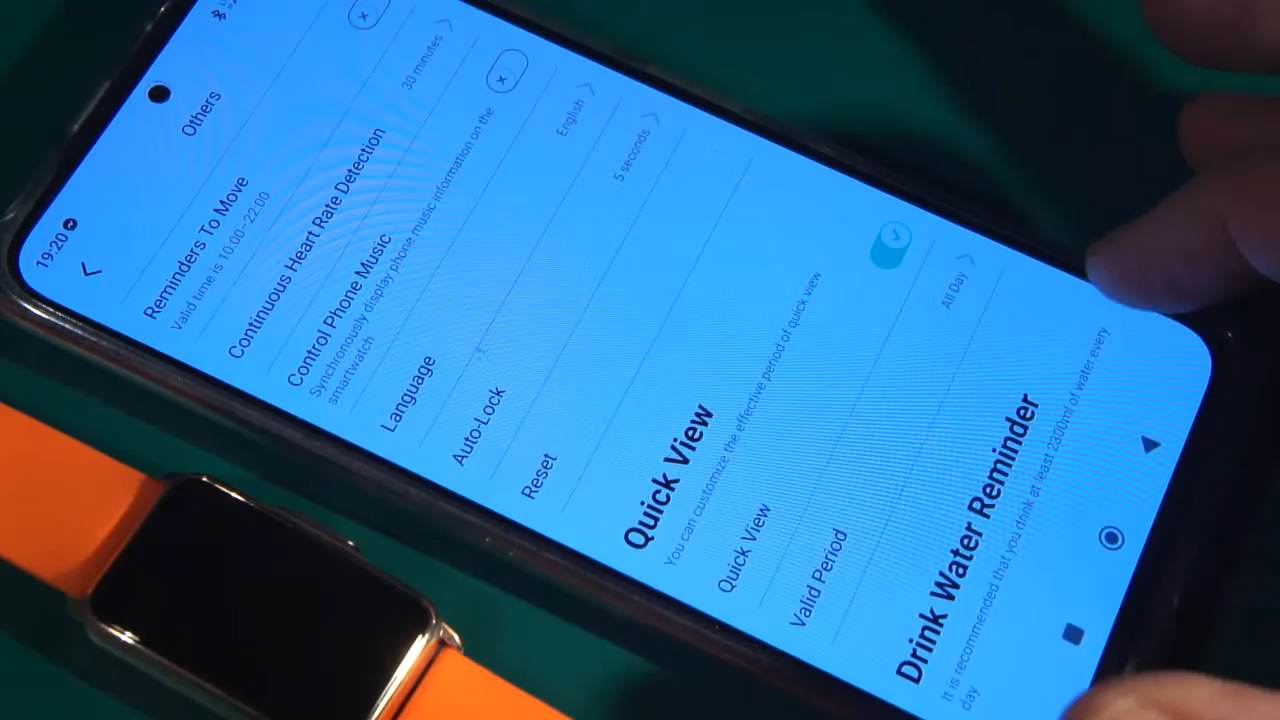 19:20
Others
Reminders To Move
Valid time is 10:00~22:00
Continuous Heart Rate Detection
30 minutes
Control Phone Music
Synchronously display phone music information on the
smartwatch
Language
English
Auto-Lock
5 seconds
Reset
Quick View
You can customize the effective period of quick view
Quick View
Valid Period
All Day
Drink Water Reminder
It is recommended that you drink at least 2300ml of water every
day